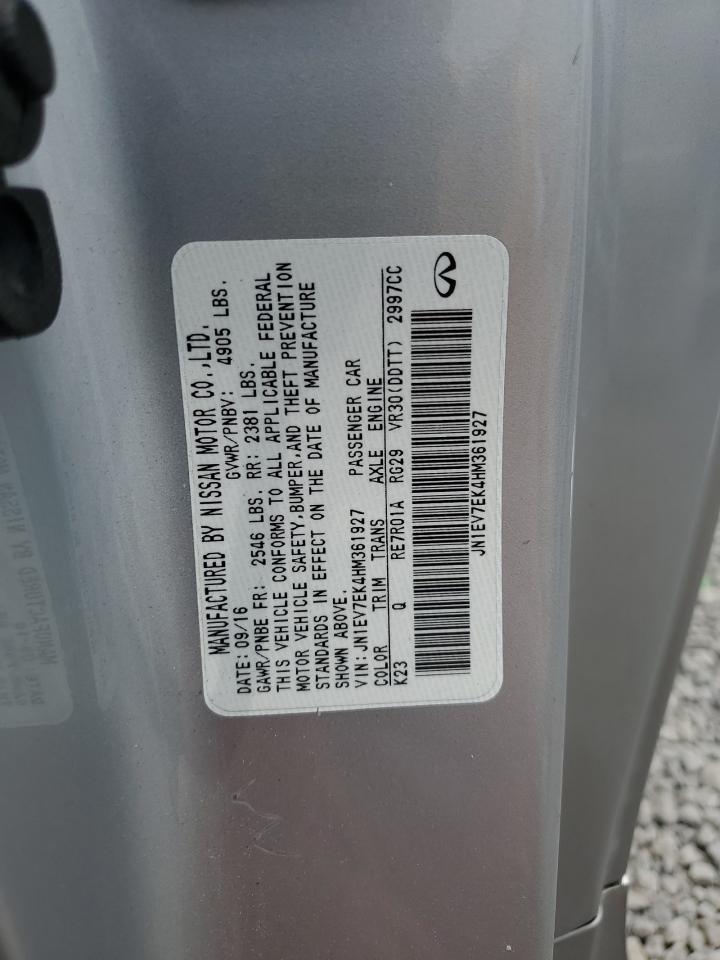 MANUFACTURED BY NISSAN MOTOR CO.,LTD.
DATE: 09/16 GVWR/PNBV: 4905 LBS.
GAWR/PNBE FR: 2546 LBS. RR: 2381 LBS.
THIS VEHICLE CONFORMS TO ALL APPLICABLE FEDERAL
MOTOR VEHICLE SAFETY,BUMPER,AND THEFT PREVENTION
STANDARDS IN EFFECT ON THE DATE OF MANUFACTURE
SHOWN ABOVE.
VIN:JN1EV7EK4HM361927 PASSENGER CAR
COLOR TRIM TRANS AXLE ENGINE
K23 Q RE7R01A RG29 VR30(DDTT) 2997CC
JN1EV7EK4HM361927